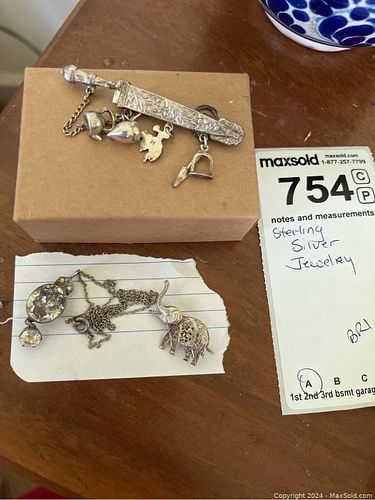 maxsold maxsold.com
1-877-257-7799
754 C
P
notes and measurements
Sterling
Silver
Jewelry
BR1
A B C
1st 2nd 3rd bsmt garag
Copyright © 2024 - MaxSold.com